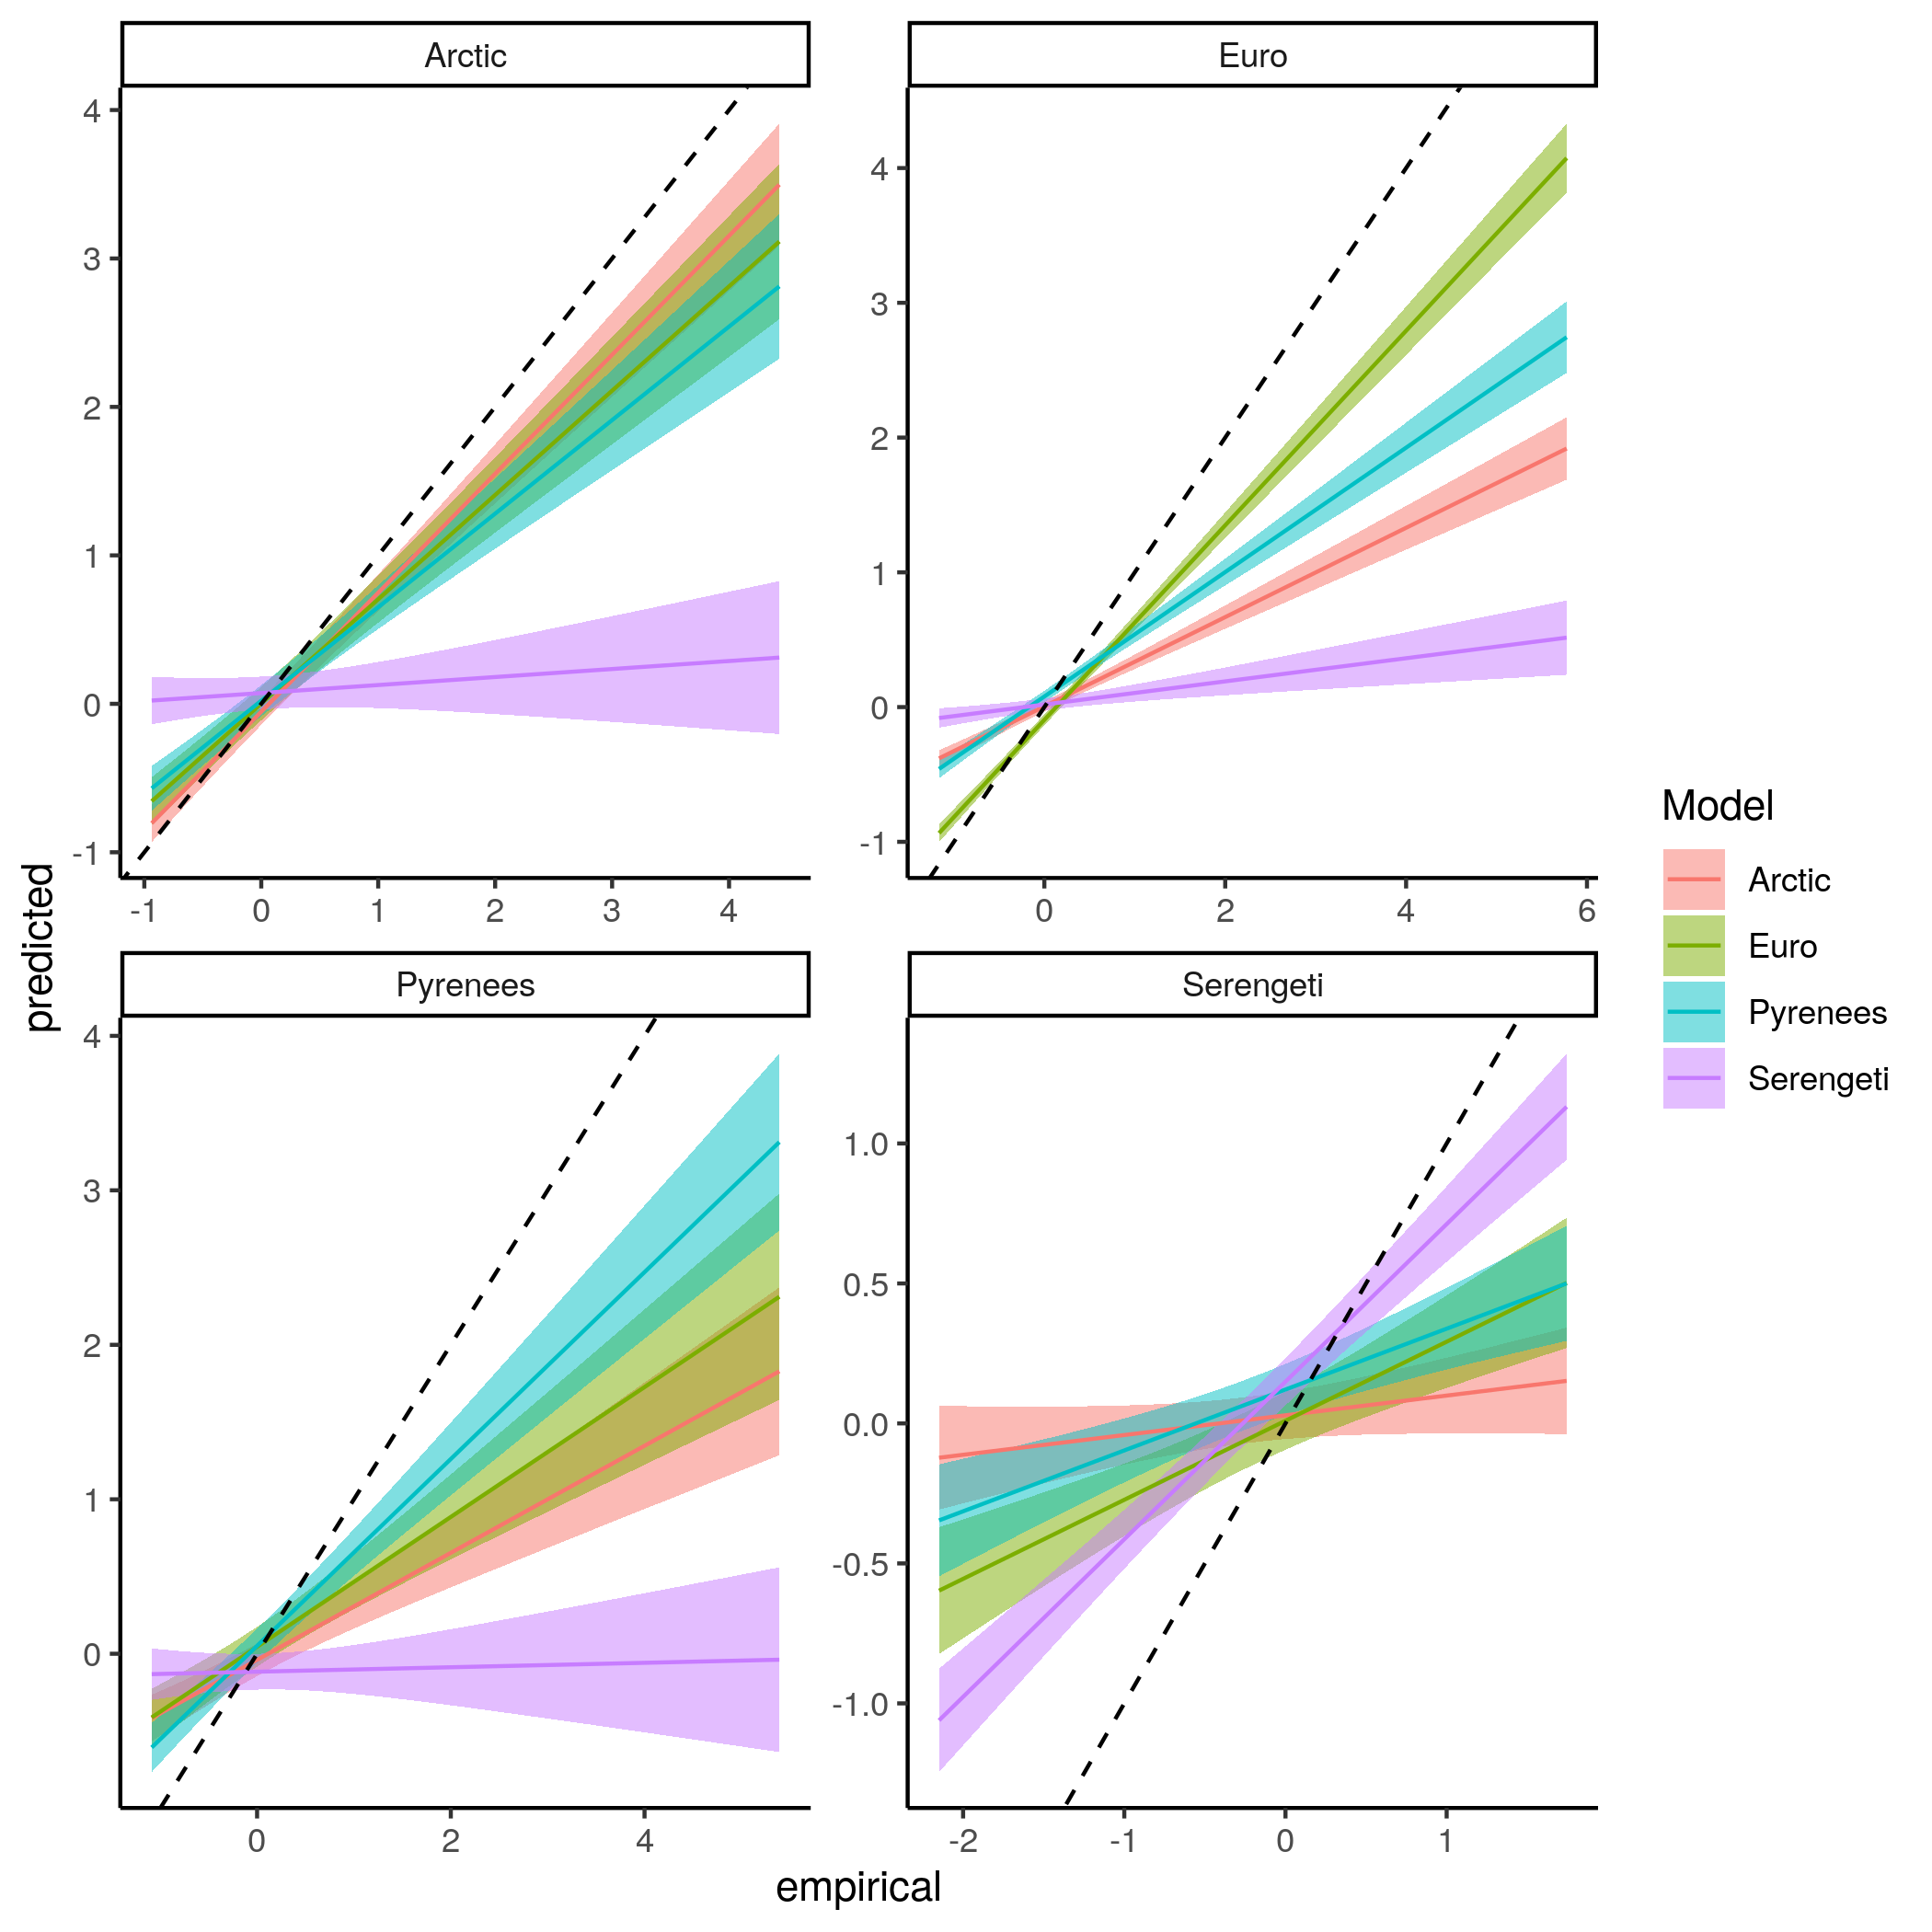 Arctic
Euro
4
3
2
1
0
-1
-1 0 1 2 3 4
4
3
2
1
0
-1
0 2 4 6
predicted
Pyrenees
Serengeti
4
3
2
1
0
0 2 4
1.0
0.5
0.0
-0.5
-1.0
-2 -1 0 1
empirical
Model
Arctic
Euro
Pyrenees
Serengeti